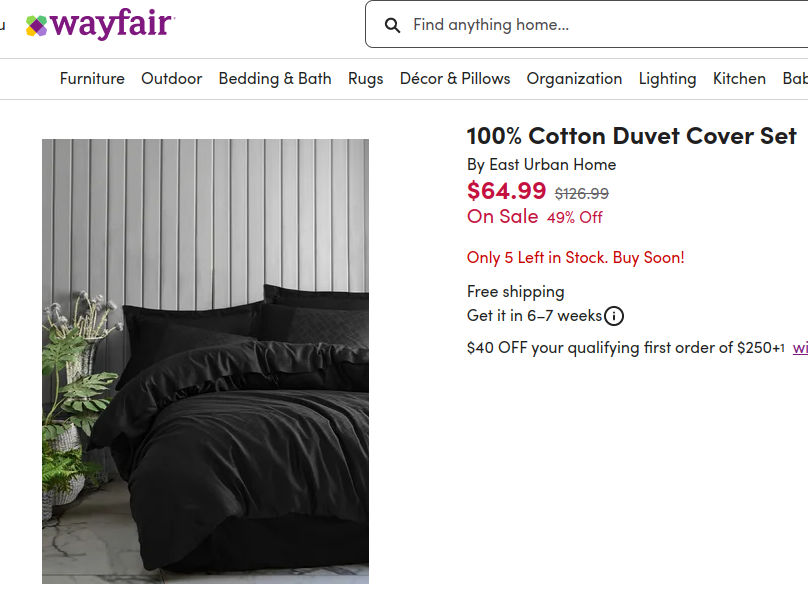 wayfair
Find anything home...
Furniture Outdoor Bedding & Bath Rugs Décor & Pillows Organization Lighting Kitchen
100% Cotton Duvet Cover Set
By East Urban Home
$64.99 $126.99
On Sale 49% Off
Only 5 Left in Stock. Buy Soon!
Free shipping
Get it in 6–7 weeks
$40 OFF your qualifying first order of $250+1